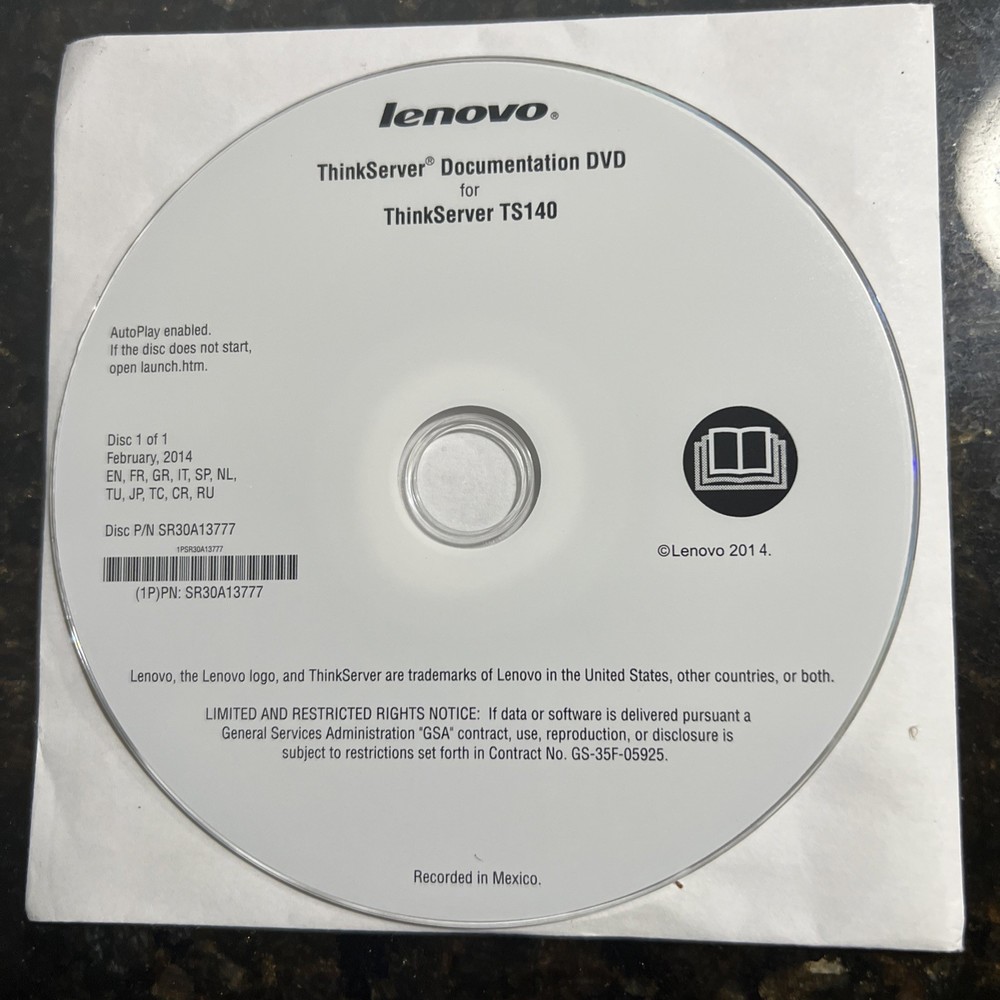 lenovo®
ThinkServer® Documentation DVD
for
ThinkServer TS140
AutoPlay enabled.
If the disc does not start,
open launch.htm.
Disc 1 of 1
February, 2014
EN, FR, GR, IT, SP, NL,
TU, JP, TC, CR, RU
Disc P/N SR30A13777
1PSR30A13777
(1P)PN: SR30A13777
©Lenovo 2014.
Lenovo, the Lenovo logo, and ThinkServer are trademarks of Lenovo in the United States, other countries, or both.
LIMITED AND RESTRICTED RIGHTS NOTICE: If data or software is delivered pursuant a
General Services Administration "GSA" contract, use, reproduction, or disclosure is
subject to restrictions set forth in Contract No. GS-35F-05925.
Recorded in Mexico.